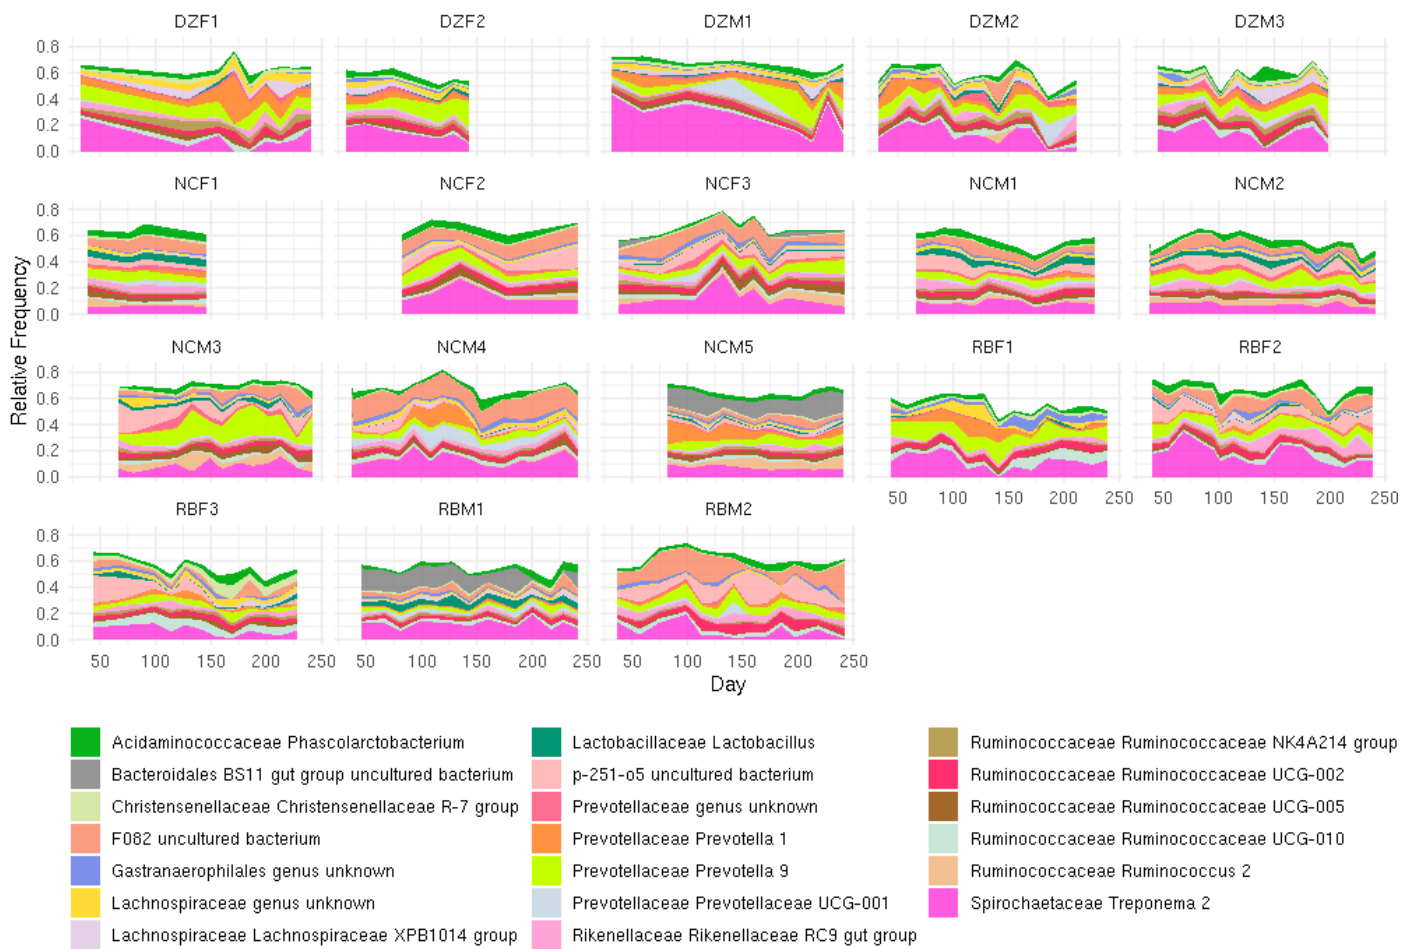 DZF1 DZF2 DZM1 DZM2 DZM3
0.8
0.6
0.4
0.2
0.0
NCF1 NCF2 NCF3 NCM1 NCM2
0.8
0.6
0.4
0.2
0.0
Relative Frequency
NCM3 NCM4 NCM5 RBF1 RBF2
0.8
0.6
0.4
0.2
0.0
50 100 150 200 250 50 100 150 200 250
RBF3 RBM1 RBM2
0.8
0.6
0.4
0.2
0.0
50 100 150 200 250 50 100 150 200 250 50 100 150 200 250
Day
Acidaminococcaceae Phascolarctobacterium
Bacteroidales BS11 gut group uncultured bacterium
Christensenellaceae Christensenellaceae R-7 group
F082 uncultured bacterium
Gastranaerophilales genus unknown
Lachnospiraceae genus unknown
Lachnospiraceae Lachnospiraceae XPB1014 group
Lactobacillaceae Lactobacillus
p-251-o5 uncultured bacterium
Prevotellaceae genus unknown
Prevotellaceae Prevotella 1
Prevotellaceae Prevotella 9
Prevotellaceae Prevotellaceae UCG-001
Rikenellaceae Rikenellaceae RC9 gut group
Ruminococcaceae Ruminococcaceae NK4A214 group
Ruminococcaceae Ruminococcaceae UCG-002
Ruminococcaceae Ruminococcaceae UCG-005
Ruminococcaceae Ruminococcaceae UCG-010
Ruminococcaceae Ruminococcus 2
Spirochaetaceae Treponema 2